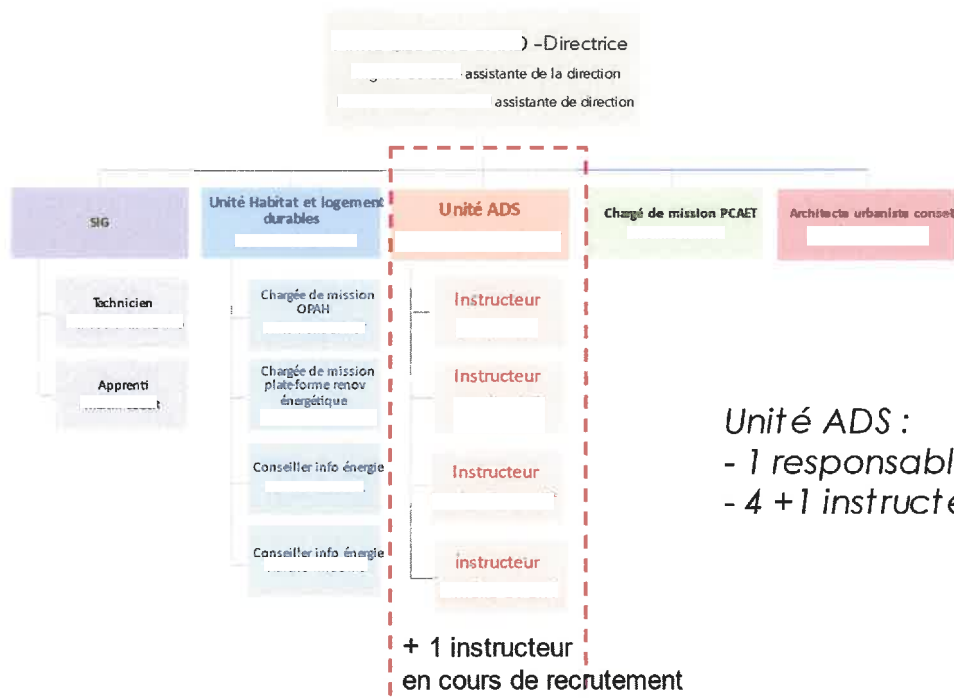 -Directrice
assistante de la direction
assistante de direction
SIG
Unité Habitat et logement
durables
Unité ADS
Chargé de mission PCAET
Architecte urbaniste conseil
Technicien
Apprenti
Chargée de mission
OPAH
Chargée de mission
plateforme renov
énergétique
Conseiller info énergie
Conseiller info énergie
Instructeur
Instructeur
Instructeur
instructeur
+ 1 instructeur
en cours de recrutement
Unité ADS :
- 1 responsabl
- 4 +1 instructe